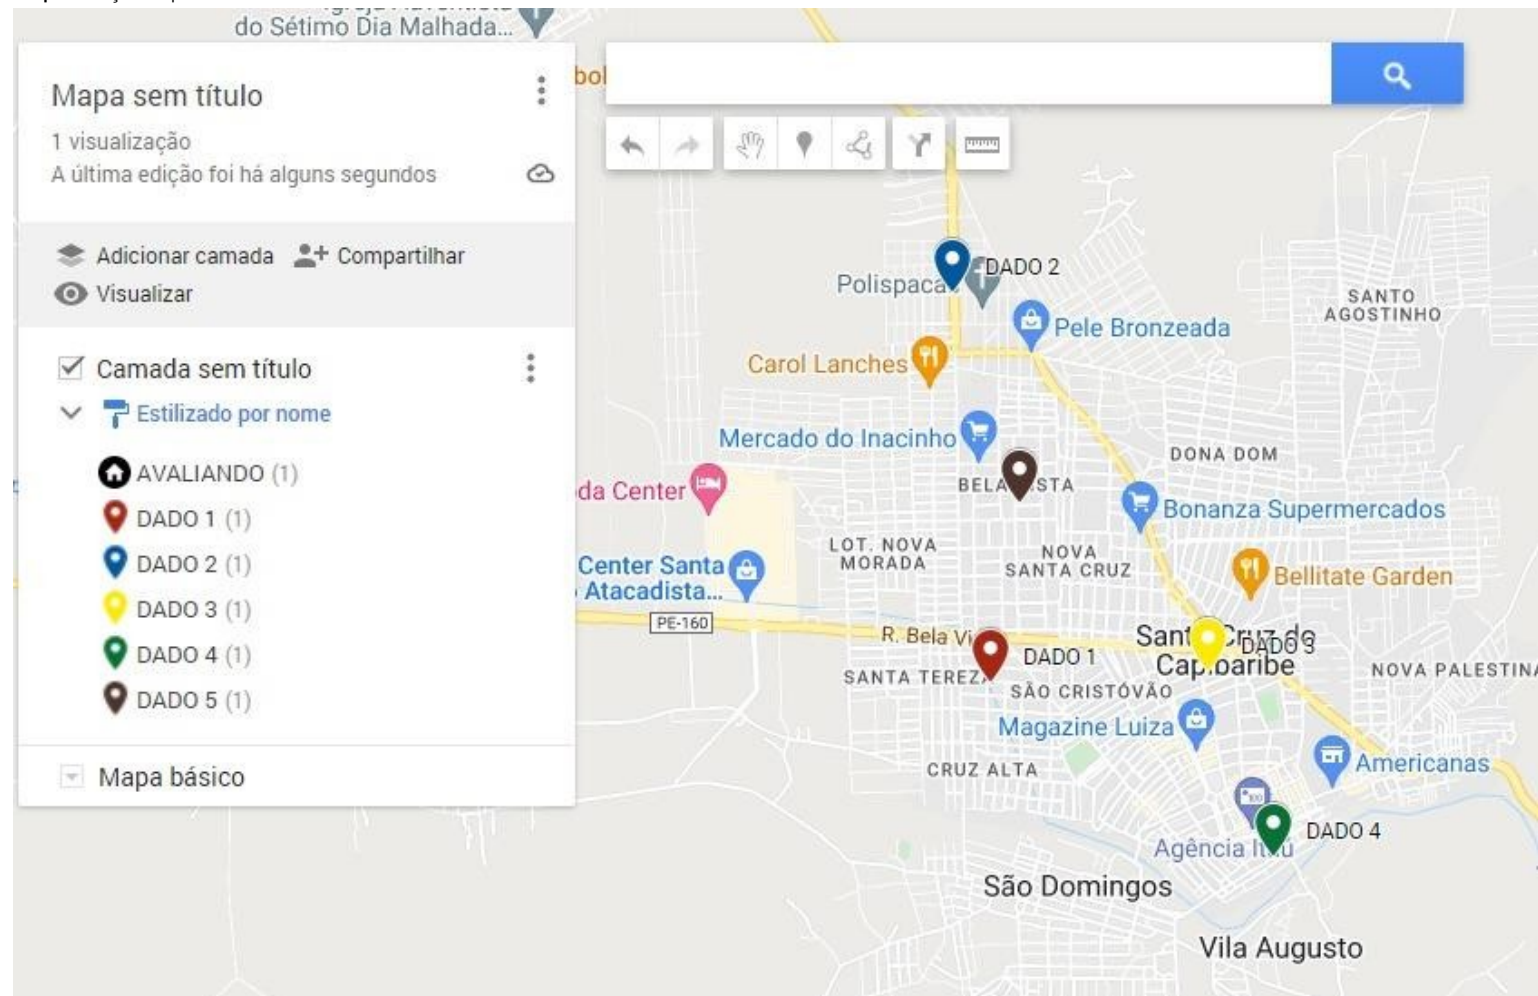 do Sétimo Dia Malhada...
Mapa sem título
1 visualização
A última edição foi há alguns segundos
Adicionar camada
Compartilhar
Visualizar
Camada sem título
Estilizado por nome
AVALIANDO (1)
DADO 1 (1)
DADO 2 (1)
DADO 3 (1)
DADO 4 (1)
DADO 5 (1)
Mapa básico
DADO 2
SANTO
AGOSTINHO
Pele Bronzeada
Carol Lanches
Mercado do Inacinho
DONA DOM
da Center
Bonanza Supermercados
LOT. NOVA
MORADA
NOVA
SANTA CRUZ
Center Santa
Atacadista...
Bellitate Garden
PE-160
R. Bela Vi
DADO 1
DADO 3
Capibaribe
SANTA TEREZ
NOVA PALESTINA
SÃO CRISTÓVÃO
Magazine Luiza
CRUZ ALTA
Americanas
DADO 4
Agência
São Domingos
Vila Augusto